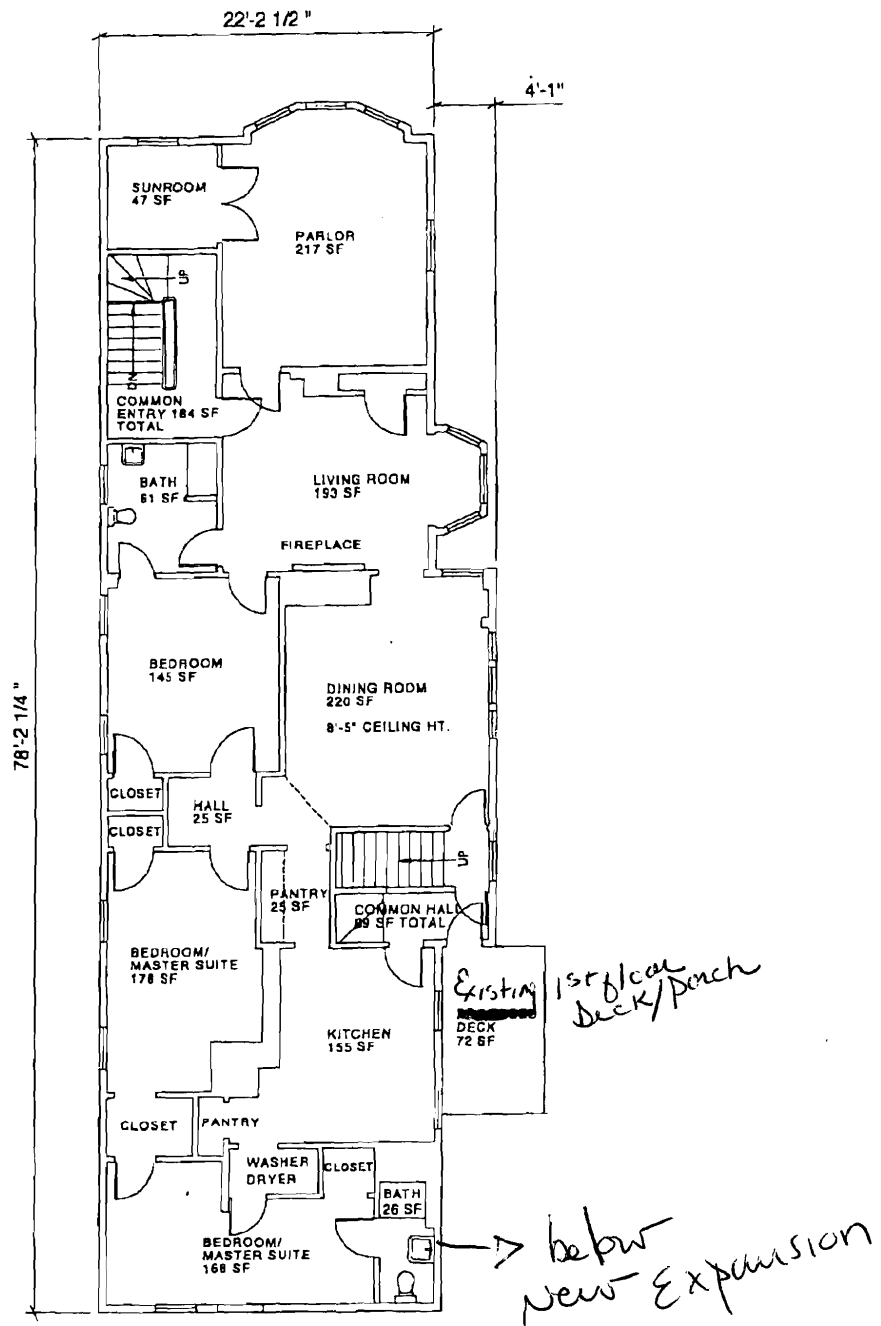 22'-2 1/2 "
4'-1"
SUNROOM
47 SF
PARLOR
217 SF
UP
DN
COMMON
ENTRY 184 SF
TOTAL
BATH
61 SF
LIVING ROOM
193 SF
FIREPLACE
BEDROOM
145 SF
DINING ROOM
220 SF
8'-5" CEILING HT.
78'-2 1/4 "
CLOSET
HALL
25 SF
CLOSET
UP
PANTRY
25 SF
COMMON HALL
89 SF TOTAL
BEDROOM/
MASTER SUITE
178 SF
Existing 1st floor
Deck/porch
DECK
72 SF
KITCHEN
155 SF
CLOSET
PANTRY
WASHER
DRYER
CLOSET
BATH
26 SF
BEDROOM/
MASTER SUITE
168 SF
below
New Expansion